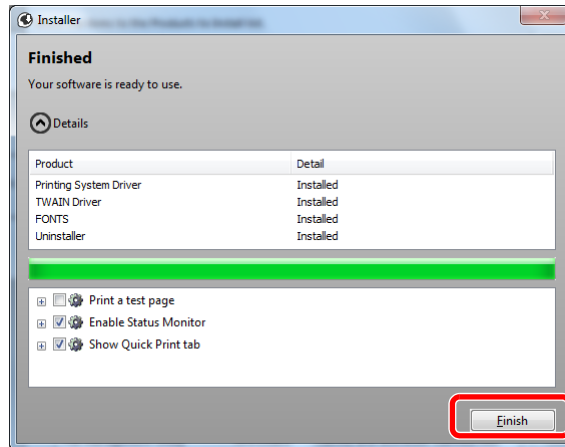 Installer
Finished
Your software is ready to use.
Details
Product Detail
Printing System Driver Installed
TWAIN Driver Installed
FONTS Installed
Uninstaller Installed
Print a test page
Enable Status Monitor
Show Quick Print tab
Finish